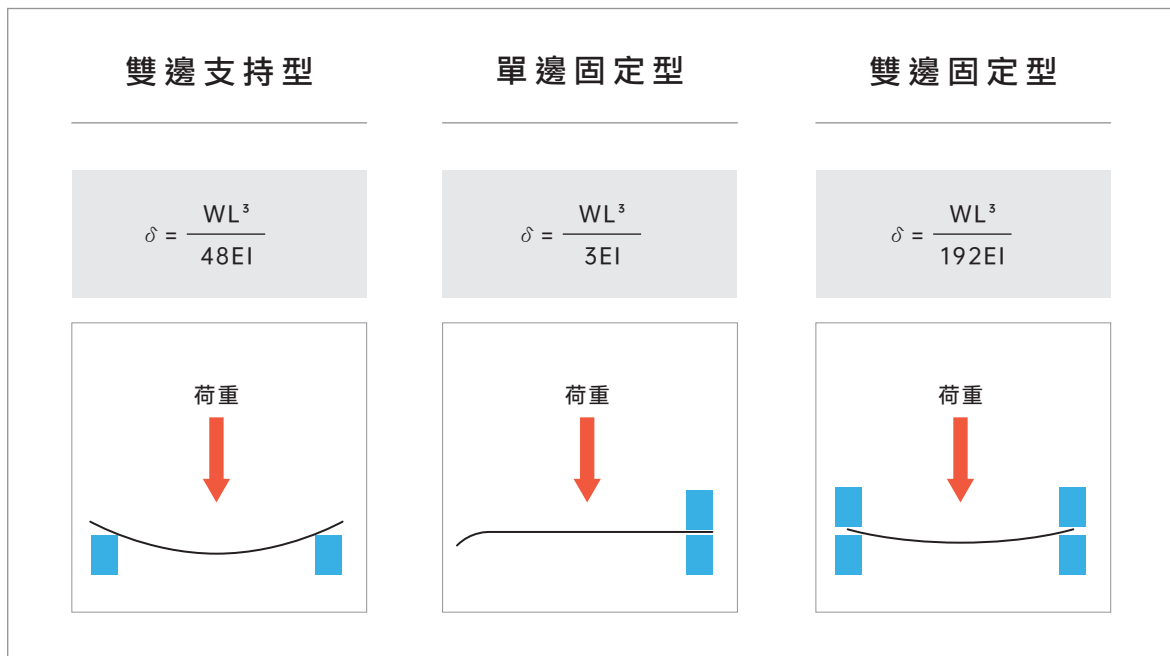 雙邊支持型
δ = WL³ / 48EI
荷重
單邊固定型
δ = WL³ / 3EI
荷重
雙邊固定型
δ = WL³ / 192EI
荷重